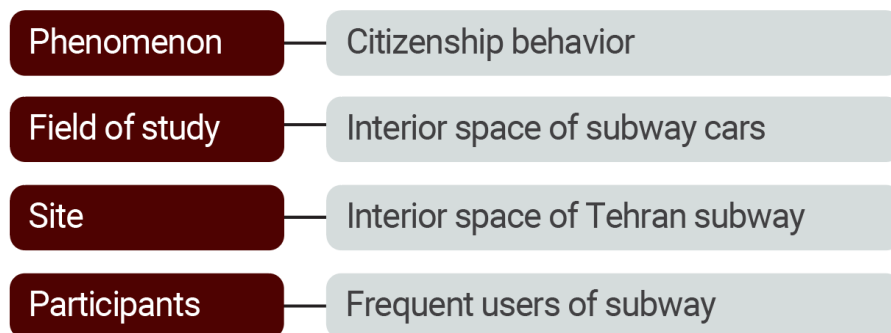 Phenomenon
Citizenship behavior
Field of study
Interior space of subway cars
Site
Interior space of Tehran subway
Participants
Frequent users of subway